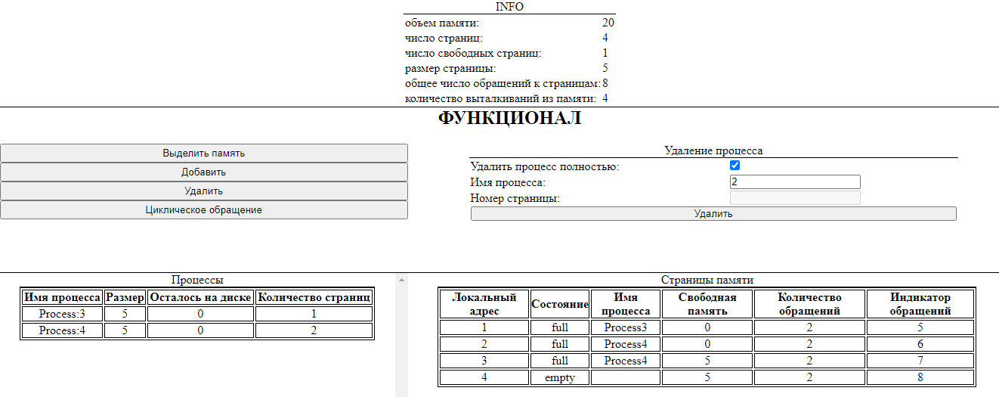 INFO
объем памяти: 20
число страниц: 4
число свободных страниц: 1
размер страницы: 5
общее число обращений к страницам: 8
количество выталкиваний из памяти: 4
ФУНКЦИОНАЛ
Выделить память
Добавить
Удалить
Циклическое обращение
Удаление процесса
Удалить процесс полностью:
Имя процесса: 2
Номер страницы:
Удалить
Процессы
Имя процесса Размер Осталось на диске Количество страниц
Process:3 5 0 1
Process:4 5 0 2
Страницы памяти
Локальный адрес Состояние Имя процесса Свободная память Количество обращений Индикатор обращений
1 full Process3 0 2 5
2 full Process4 0 2 6
3 full Process4 5 2 7
4 empty 5 2 8